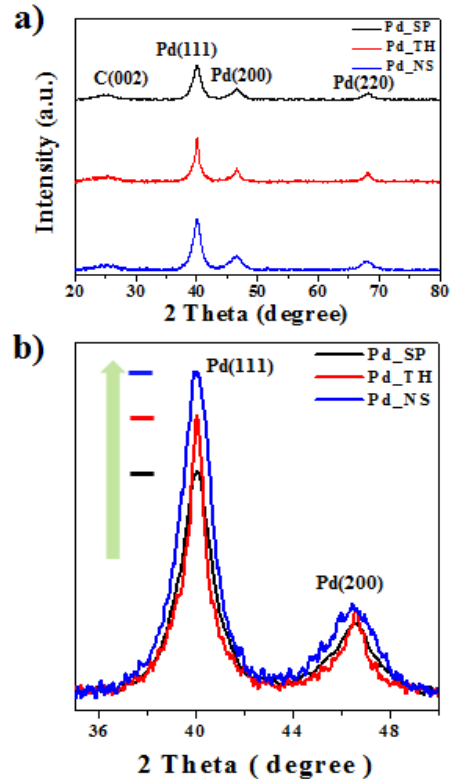 a)
Pd(111)
Pd_SP
Pd_TH
Pd_NS
C(002)
Pd(200)
Pd(220)
Intensity (a.u.)
20 30 40 50 60 70 80
2 Theta (degree)
b)
Pd(111)
Pd_SP
Pd_TH
Pd_NS
Pd(200)
36 40 44 48
2 Theta ( degree )